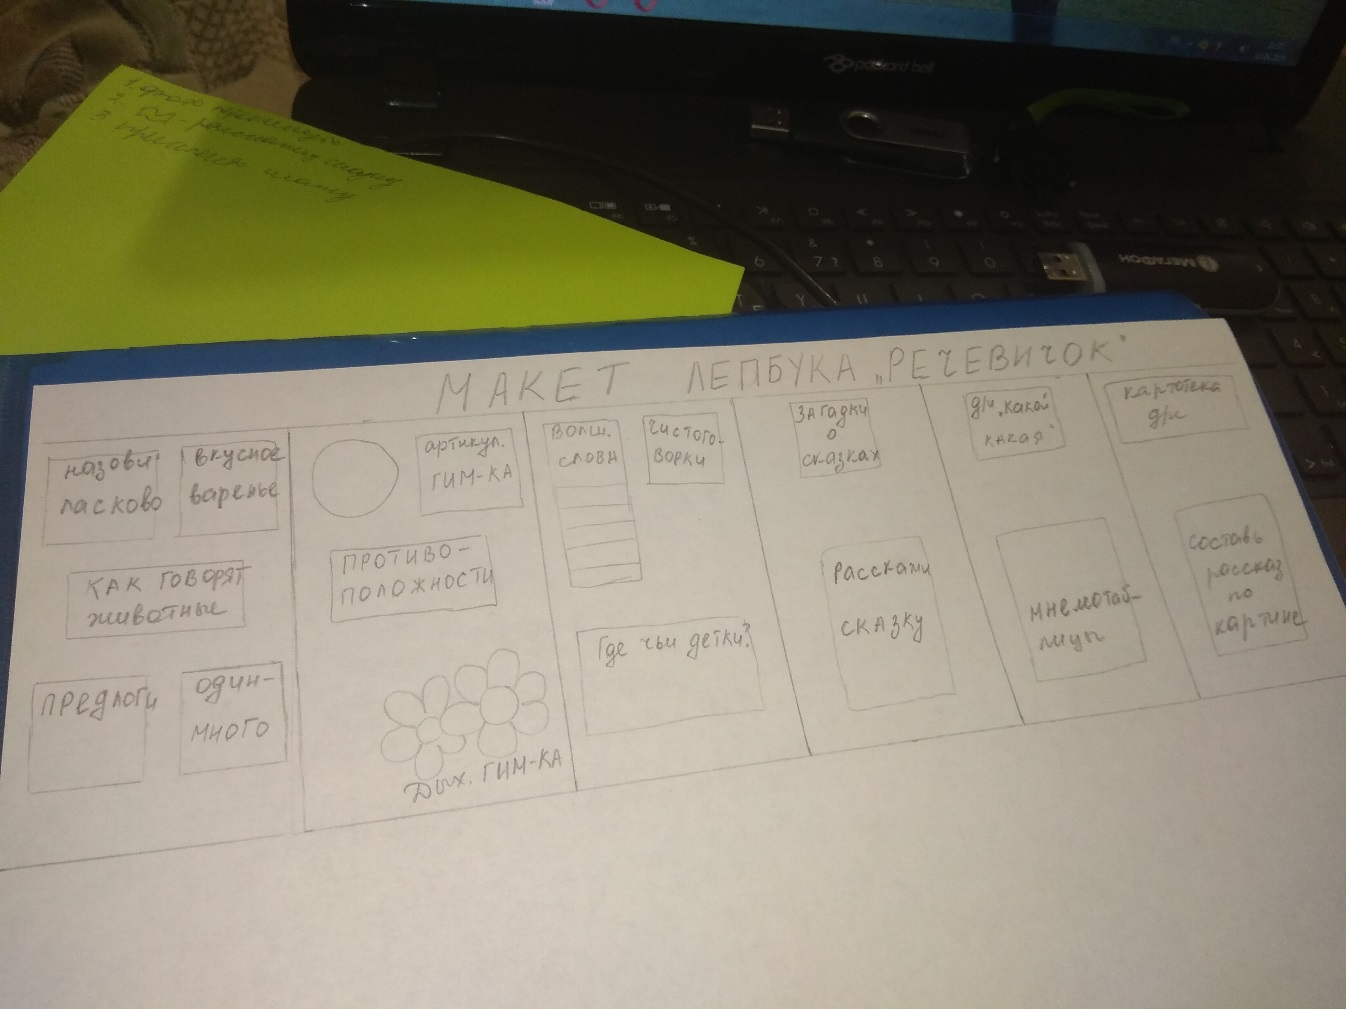 packard bell
МегаФон
МАКЕТ ЛЕПБУКА „РЕЧЕВИЧОК"
назови
ласково
вкусное
варенье
КАК ГОВОРЯТ
животные
ПРЕДЛОГИ
один-
много
артикул.
ГИМ-КА
ПРОТИВО-
ПОЛОЖНОСТИ
Дых. ГИМ-КА
ВОЛШ.
СЛОВА
Чистого-
ворки
Где чьи детки?
ЗАГАДКИ
О
сказках
Расскажи
СКАЗКУ
д/и „какой
какая"
мнемотаб-
лицы
картотека
д/и
составь
рассказ
по
картине